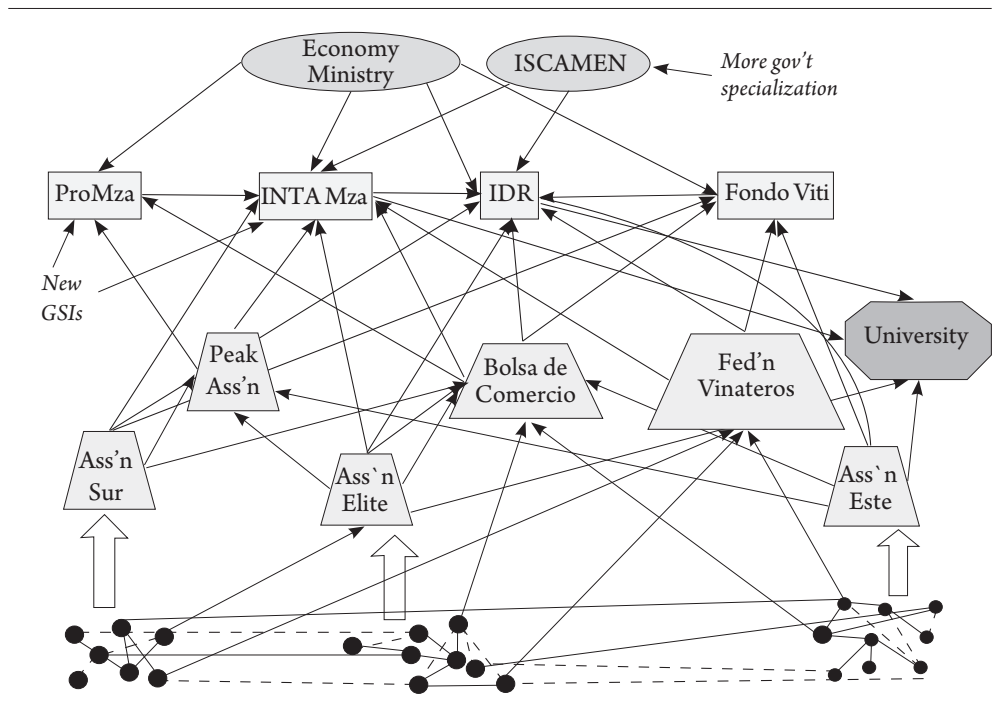 Economy
Ministry
ISCAMEN
More gov't
specialization
ProMza
INTA Mza
IDR
Fondo Viti
New
GSIs
University
Peak
Ass'n
Bolsa de
Comercio
Fed'n
Vinateros
Ass'n
Sur
Ass`n
Elite
Ass`n
Este